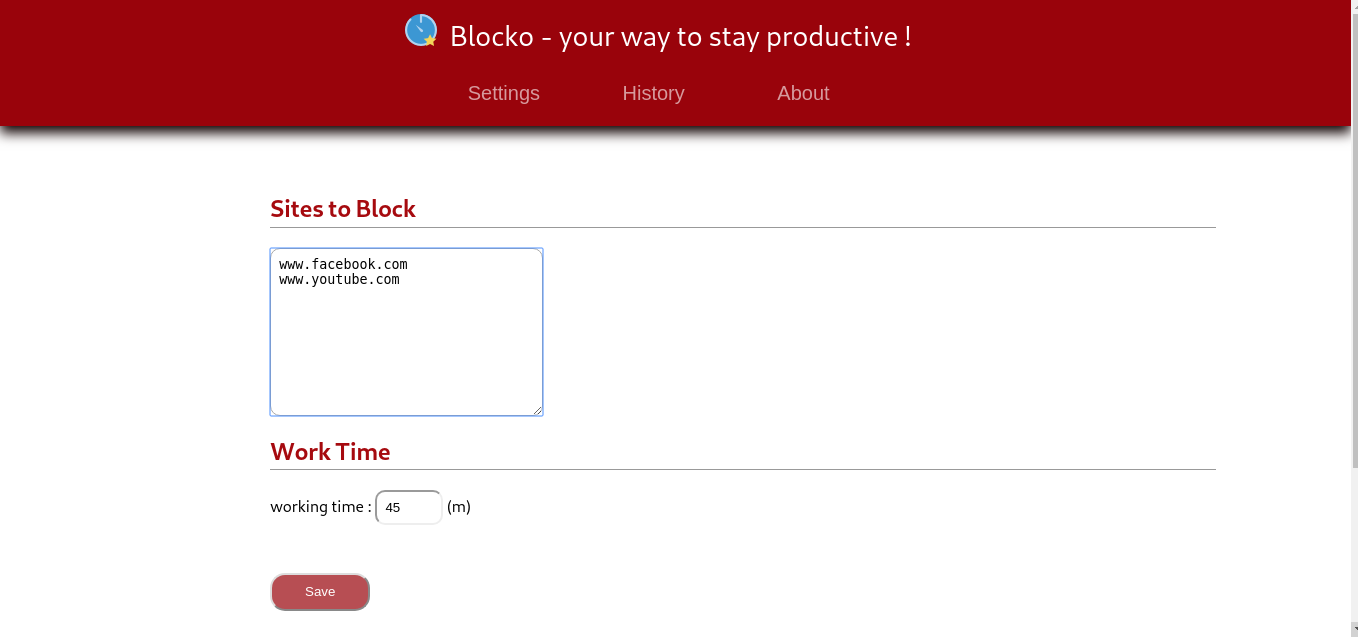 Blocko - your way to stay productive !
Settings History About
Sites to Block
www.facebook.com
www.youtube.com
Work Time
working time : 45 (m)
Save